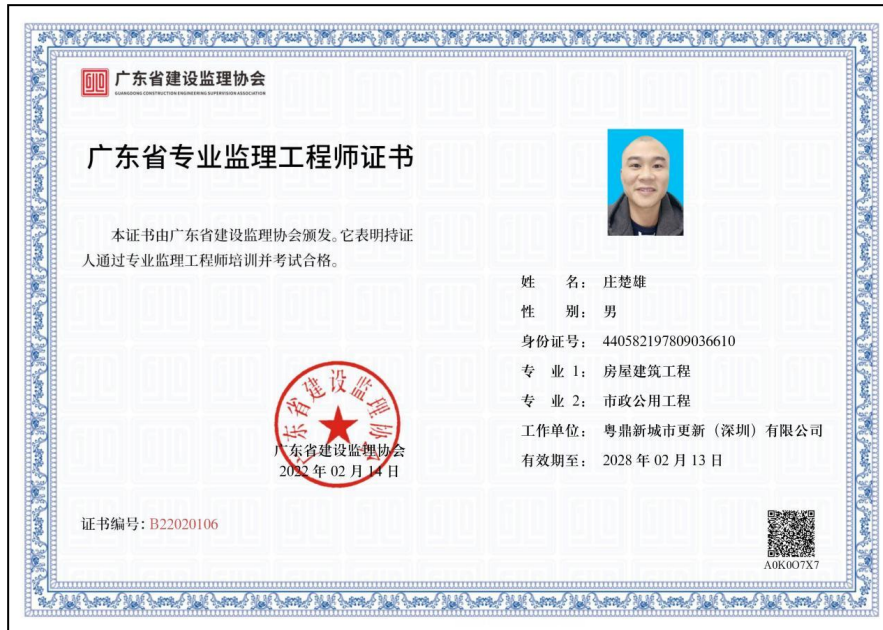 广东省建设监理协会
GUANGDONG CONSTRUCTION ENGINEERING SUPERVISION ASSOCIATION
广东省专业监理工程师证书
本证书由广东省建设监理协会颁发。它表明持证
人通过专业监理工程师培训并考试合格。
姓 名: 庄楚雄
性 别: 男
身份证号: 440582197809036610
专 业 1: 房屋建筑工程
专 业 2: 市政公用工程
工作单位: 粤鼎新城市更新（深圳）有限公司
有效期至: 2028 年 02 月 13 日
广东省建设监理协会
广东省建设监理协会
2022 年 02 月 14 日
证书编号: B22020106
A0K0O7X7